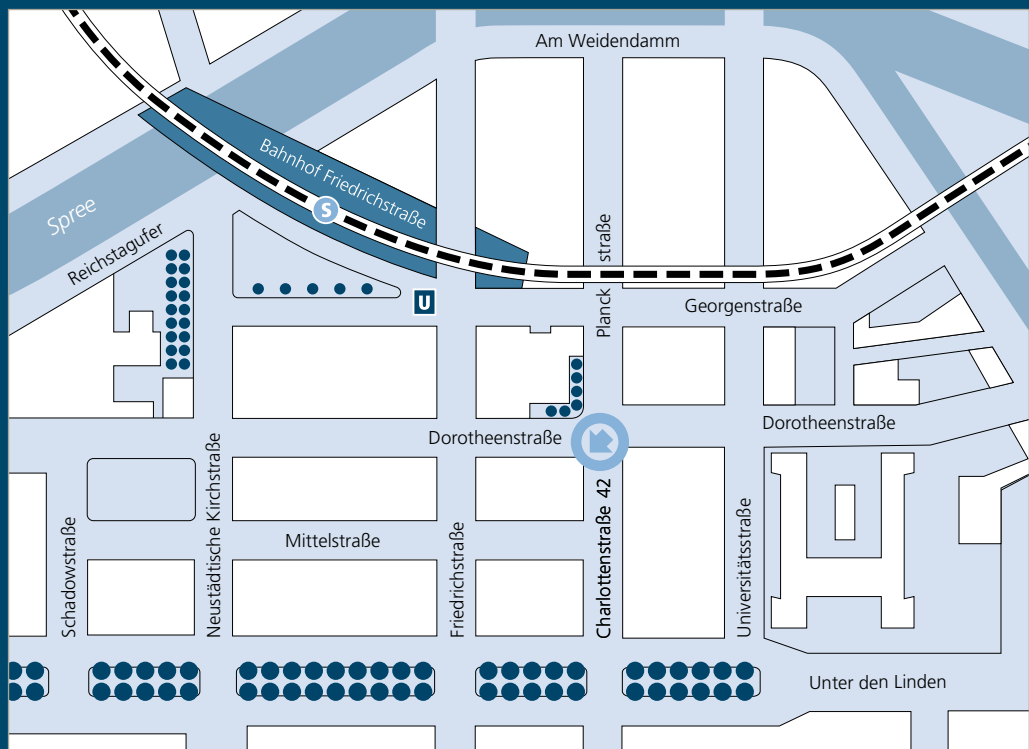 Am Weidendamm
Bahnhof Friedrichstraße
S
Spree
Reichstagufer
Planck straße
U
Georgenstraße
Dorotheenstraße
Dorotheenstraße
Neustädtische Kirchstraße
Charlottenstraße 42
Schadowstraße
Mittelstraße
Friedrichstraße
Universitätsstraße
Unter den Linden